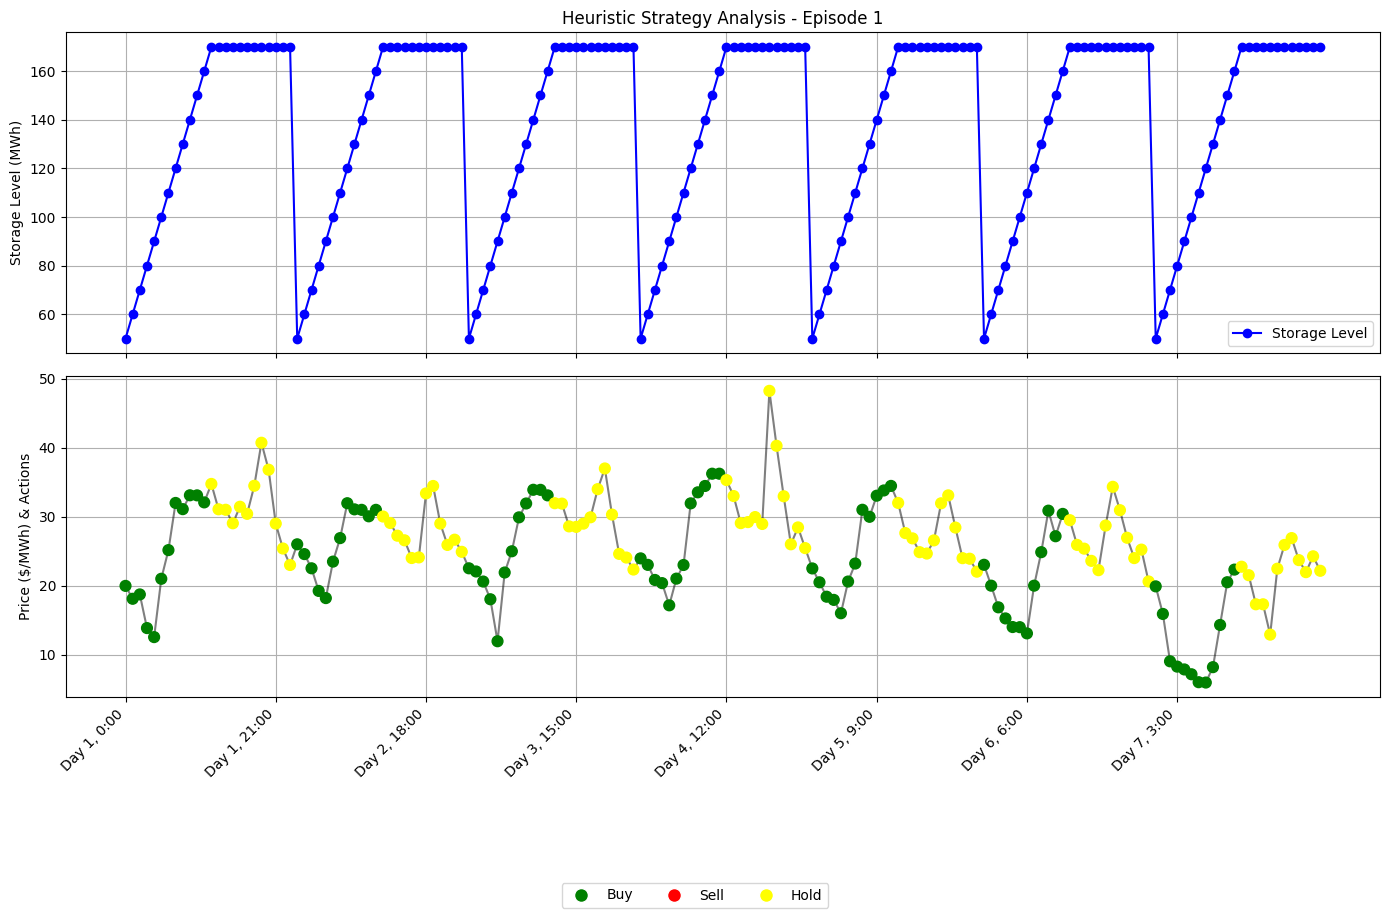 Heuristic Strategy Analysis - Episode 1
Storage Level (MWh)
160
140
120
100
80
60
Storage Level
Price ($/MWh) & Actions
50
40
30
20
10
Day 1, 0:00
Day 1, 21:00
Day 2, 18:00
Day 3, 15:00
Day 4, 12:00
Day 5, 9:00
Day 6, 6:00
Day 7, 3:00
Buy
Sell
Hold